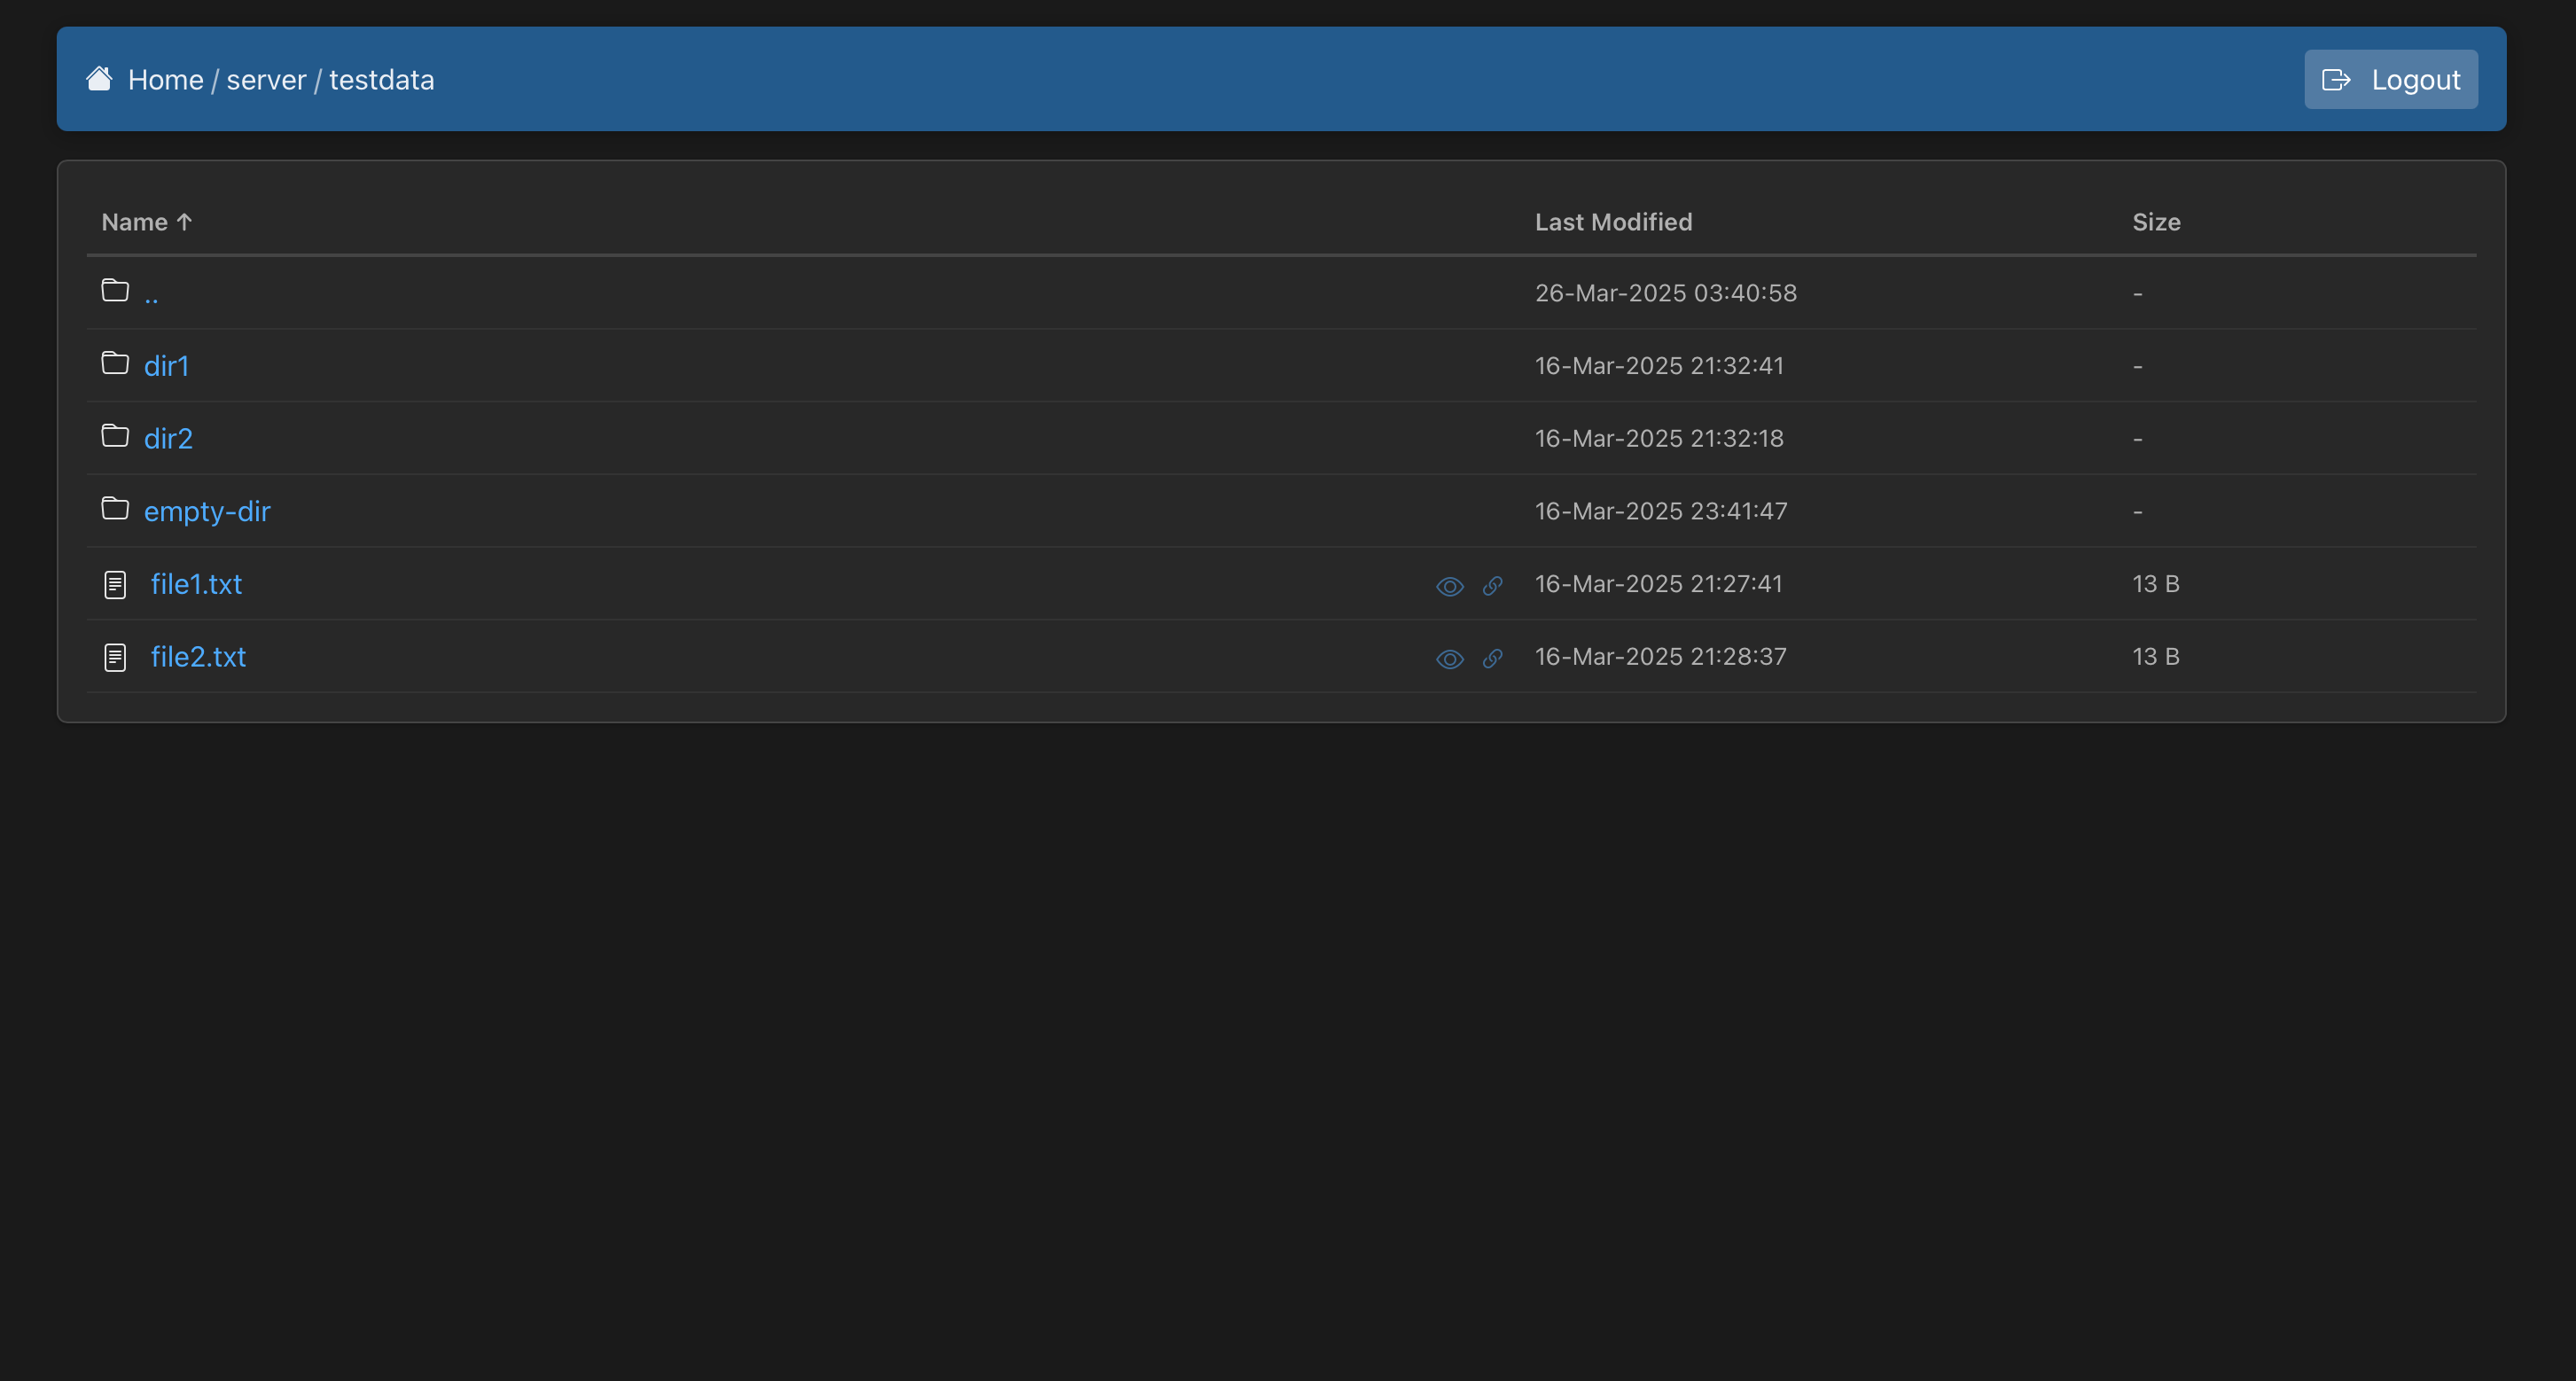 Home / server / testdata
Logout
Name ↑ Last Modified Size
.. 26-Mar-2025 03:40:58 -
dir1 16-Mar-2025 21:32:41 -
dir2 16-Mar-2025 21:32:18 -
empty-dir 16-Mar-2025 23:41:47 -
file1.txt 16-Mar-2025 21:27:41 13 B
file2.txt 16-Mar-2025 21:28:37 13 B